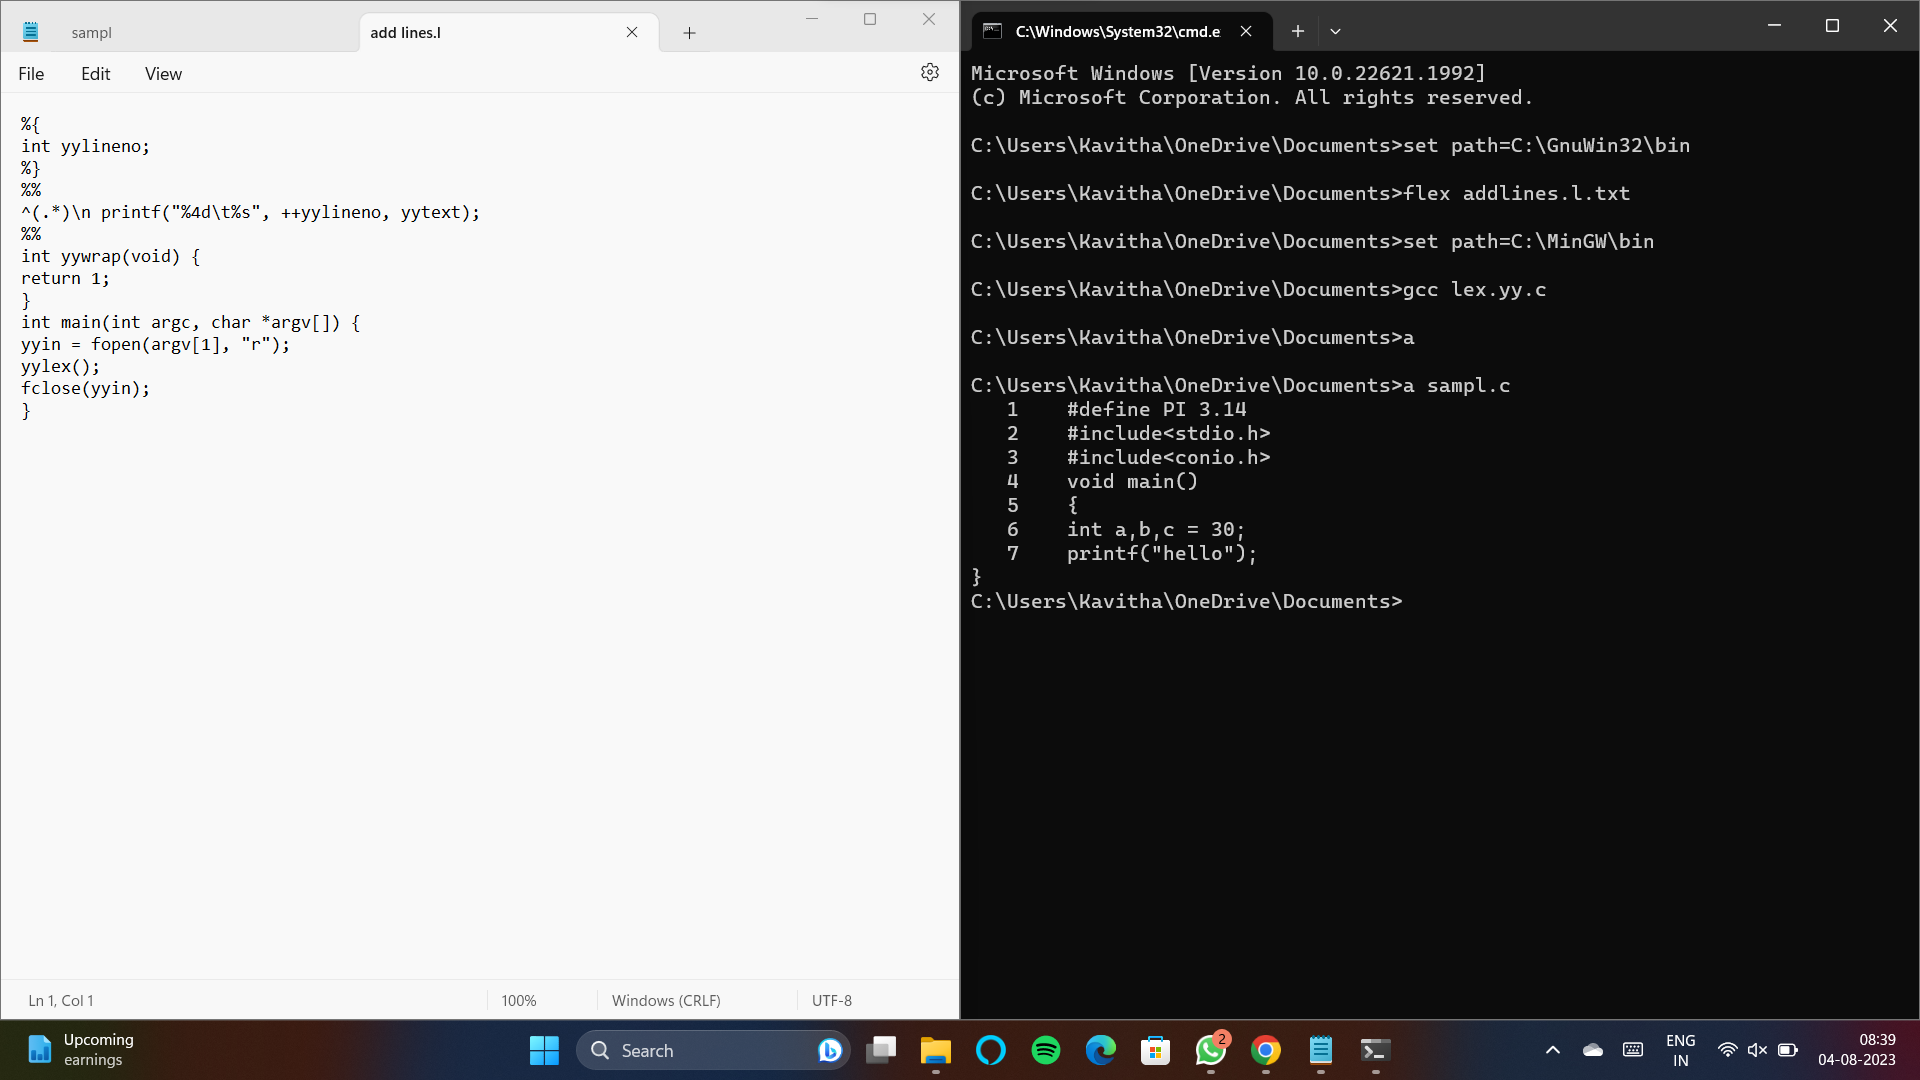 sampl
add lines.l
File Edit View
%{
int yylineno;
%}
%%
^(.*)\n printf("%4d\t%s", ++yylineno, yytext);
%%
int yywrap(void) {
return 1;
}
int main(int argc, char *argv[]) {
yyin = fopen(argv[1], "r");
yylex();
fclose(yyin);
}
Ln 1, Col 1
100%
Windows (CRLF)
UTF-8
C:\Windows\System32\cmd.e
Microsoft Windows [Version 10.0.22621.1992]
(c) Microsoft Corporation. All rights reserved.
C:\Users\Kavitha\OneDrive\Documents>set path=C:\GnuWin32\bin
C:\Users\Kavitha\OneDrive\Documents>flex addlines.l.txt
C:\Users\Kavitha\OneDrive\Documents>set path=C:\MinGW\bin
C:\Users\Kavitha\OneDrive\Documents>gcc lex.yy.c
C:\Users\Kavitha\OneDrive\Documents>a
C:\Users\Kavitha\OneDrive\Documents>a sampl.c
1 #define PI 3.14
2 #include<stdio.h>
3 #include<conio.h>
4 void main()
5 {
6 int a,b,c = 30;
7 printf("hello");
}
C:\Users\Kavitha\OneDrive\Documents>
Upcoming
earnings
Search
2
ENG
IN
08:39
04-08-2023